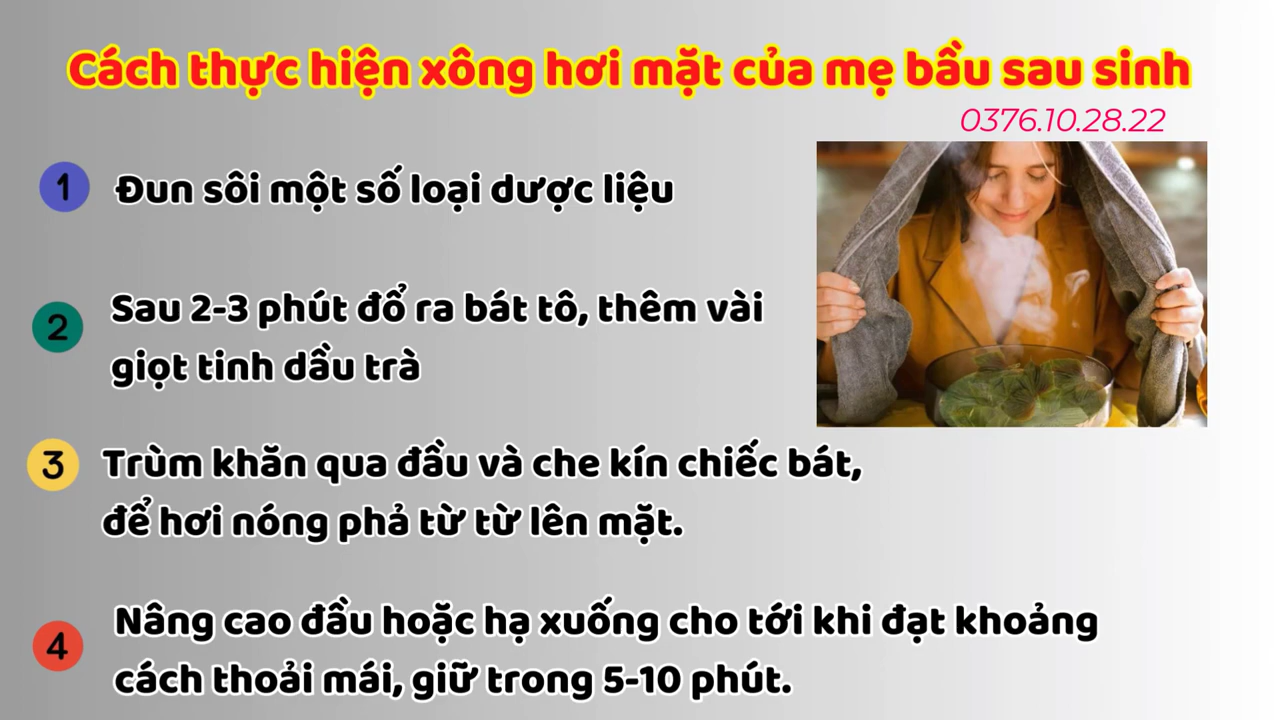 Cách thực hiện xông hơi mặt của mẹ bầu sau sinh
0376.10.28.22
1 Đun sôi một số loại dược liệu
2 Sau 2-3 phút đổ ra bát tô, thêm vài
giọt tinh dầu trà
3 Trùm khăn qua đầu và che kín chiếc bát,
để hơi nóng phả từ từ lên mặt.
4 Nâng cao đầu hoặc hạ xuống cho tới khi đạt khoảng
cách thoải mái, giữ trong 5-10 phút.